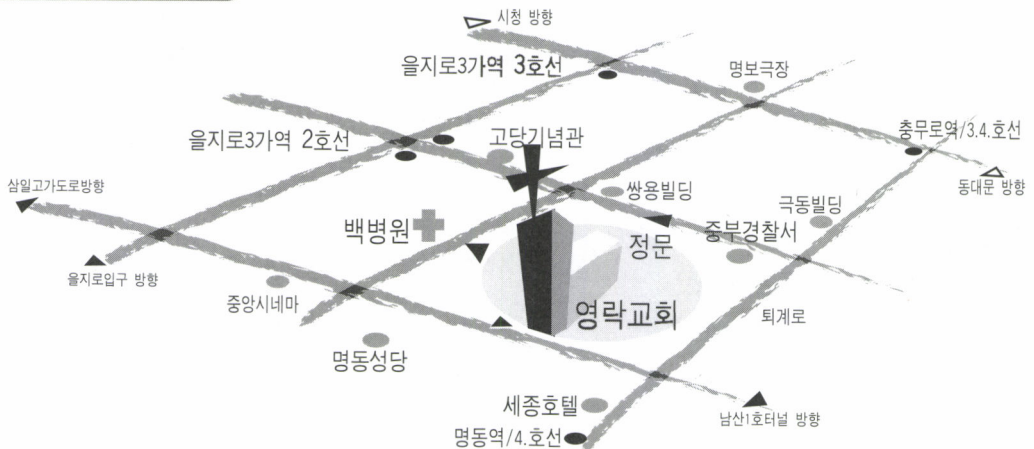 시청 방향
을지로3가역 3호선
명보극장
을지로3가역 2호선
고당기념관
충무로역/3.4.호선
삼일고가도로방향
쌍용빌딩
동대문 방향
극동빌딩
백병원
정문
중부경찰서
을지로입구 방향
중앙시네마
영락교회
퇴계로
명동성당
세종호텔
남산1호터널 방향
명동역/4.호선